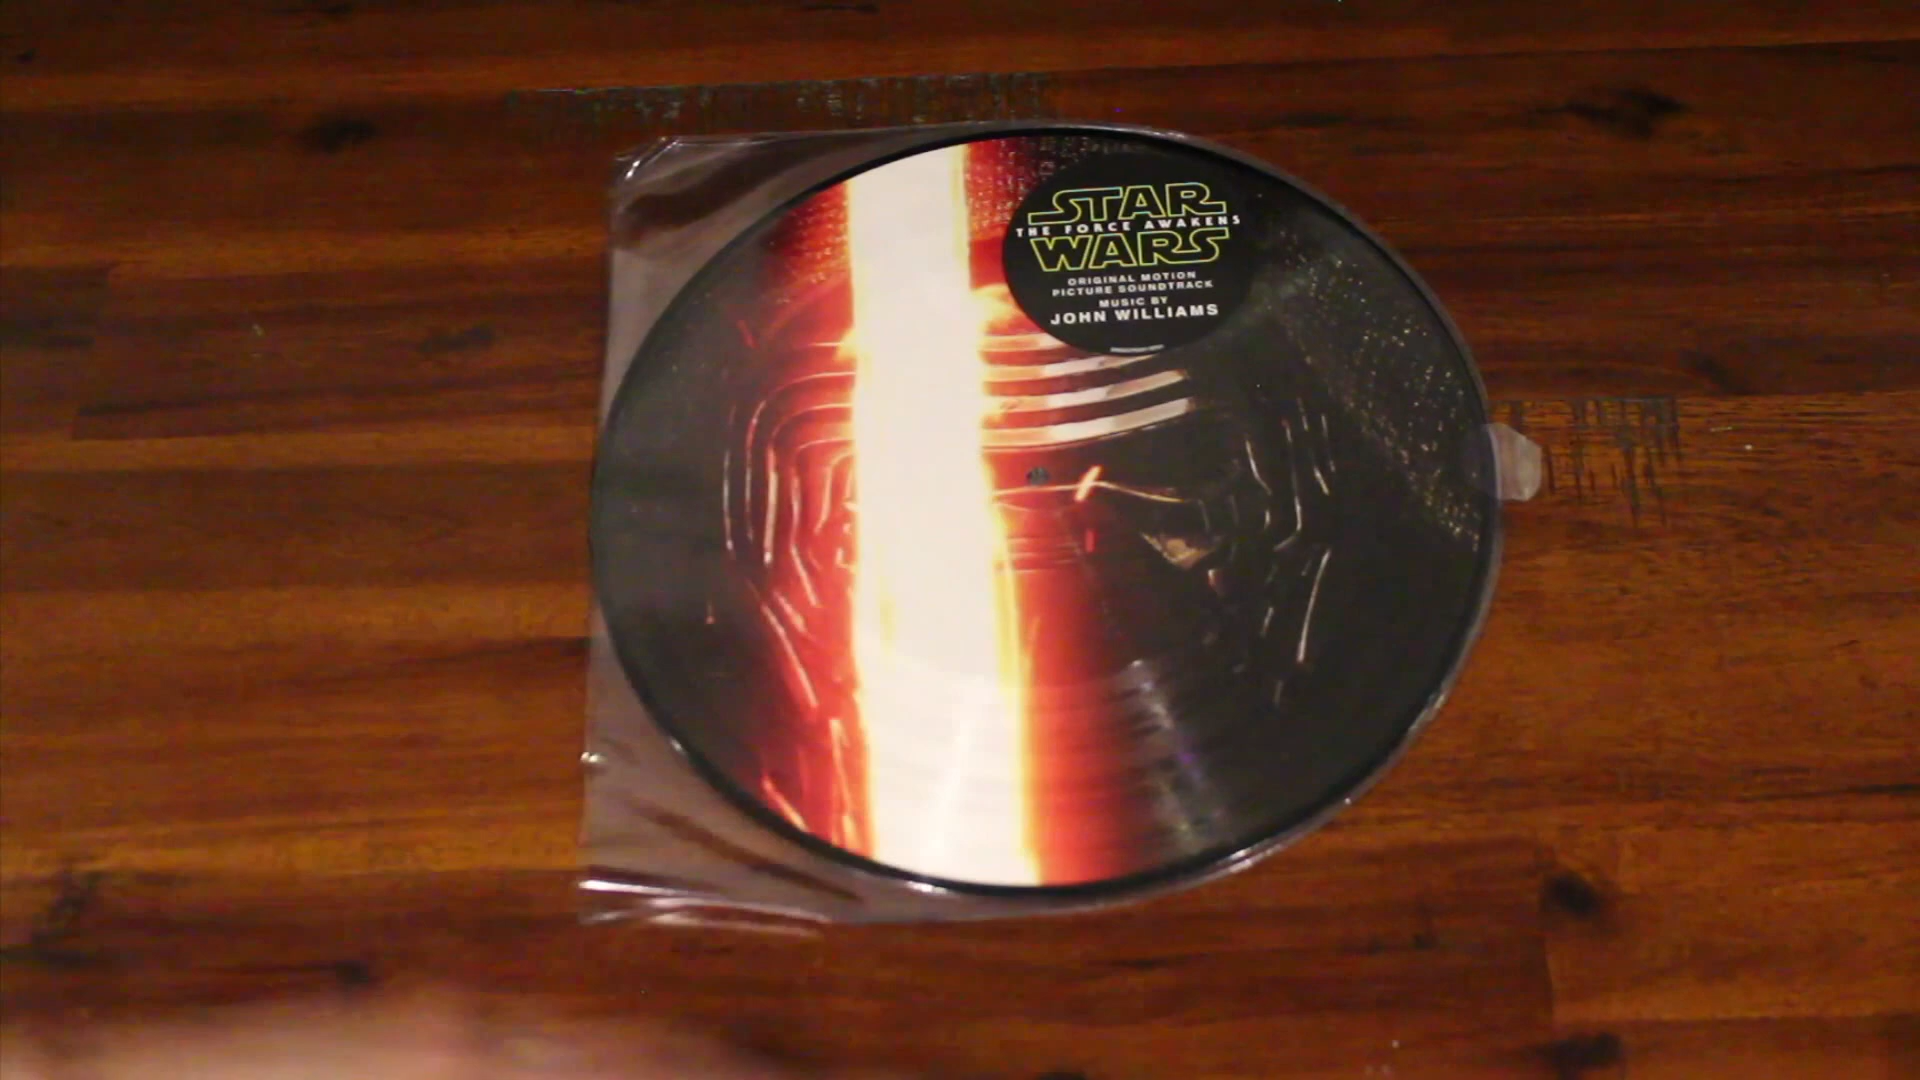 STAR
THE FORCE AWAKENS
WARS
ORIGINAL MOTION
PICTURE SOUNDTRACK
MUSIC BY
JOHN WILLIAMS